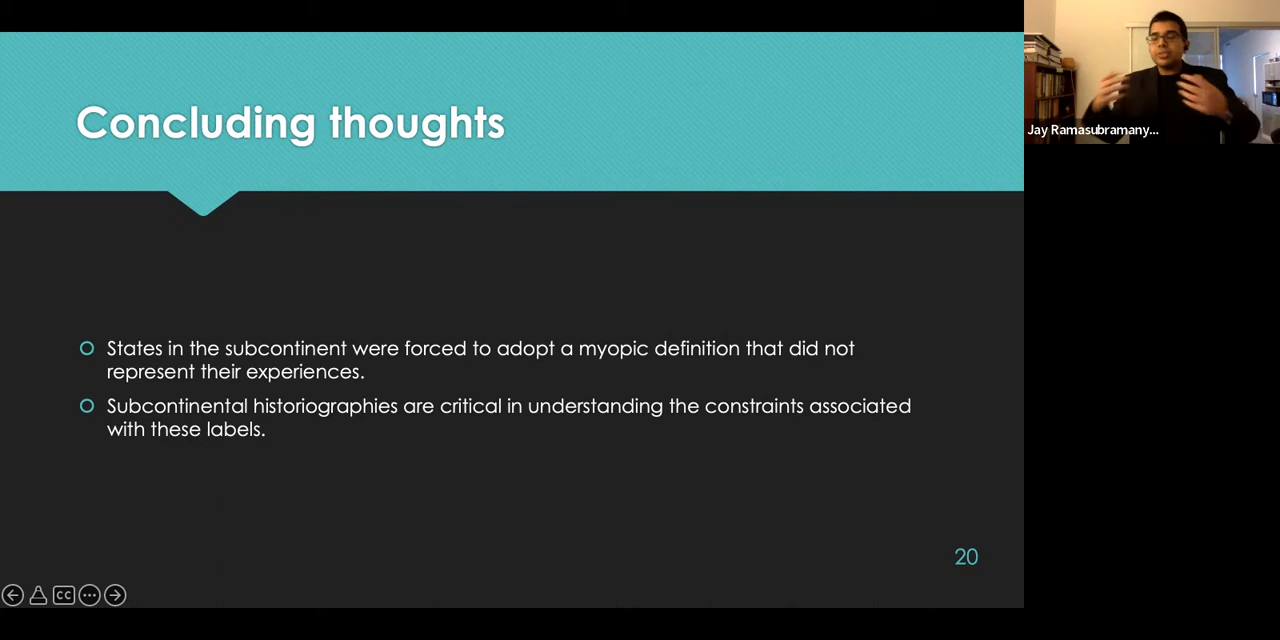 Concluding thoughts
States in the subcontinent were forced to adopt a myopic definition that did not
represent their experiences.
Subcontinental historiographies are critical in understanding the constraints associated
with these labels.
20
CC
Jay Ramasubramany...